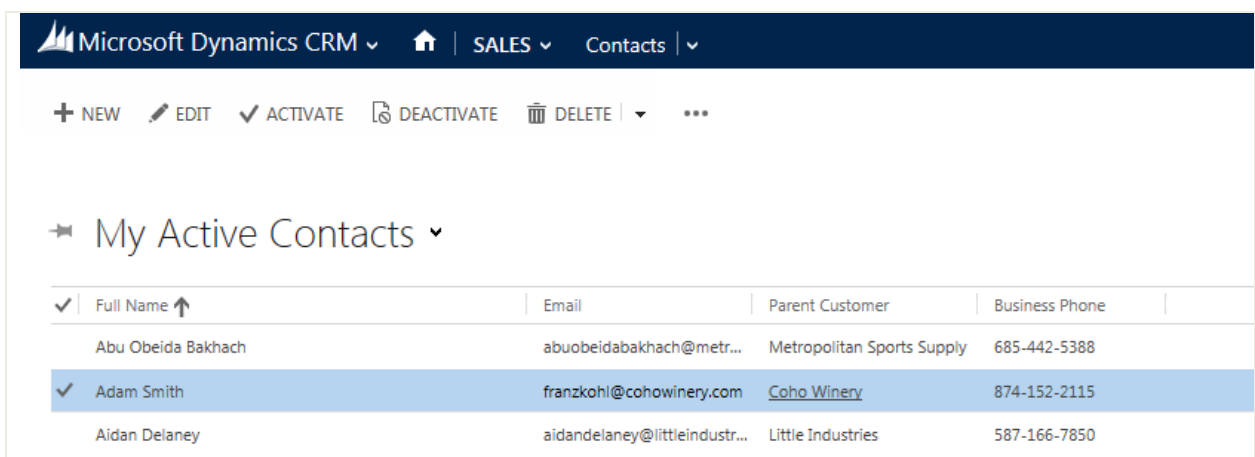 Microsoft Dynamics CRM SALES Contacts
NEW EDIT ACTIVATE DEACTIVATE DELETE •••
My Active Contacts
Full Name Email Parent Customer Business Phone
Abu Obeida Bakhach abuobeidabakhach@metr... Metropolitan Sports Supply 685-442-5388
Adam Smith franzkohl@cohowinery.com Coho Winery 874-152-2115
Aidan Delaney aidandelaney@littleindustr... Little Industries 587-166-7850